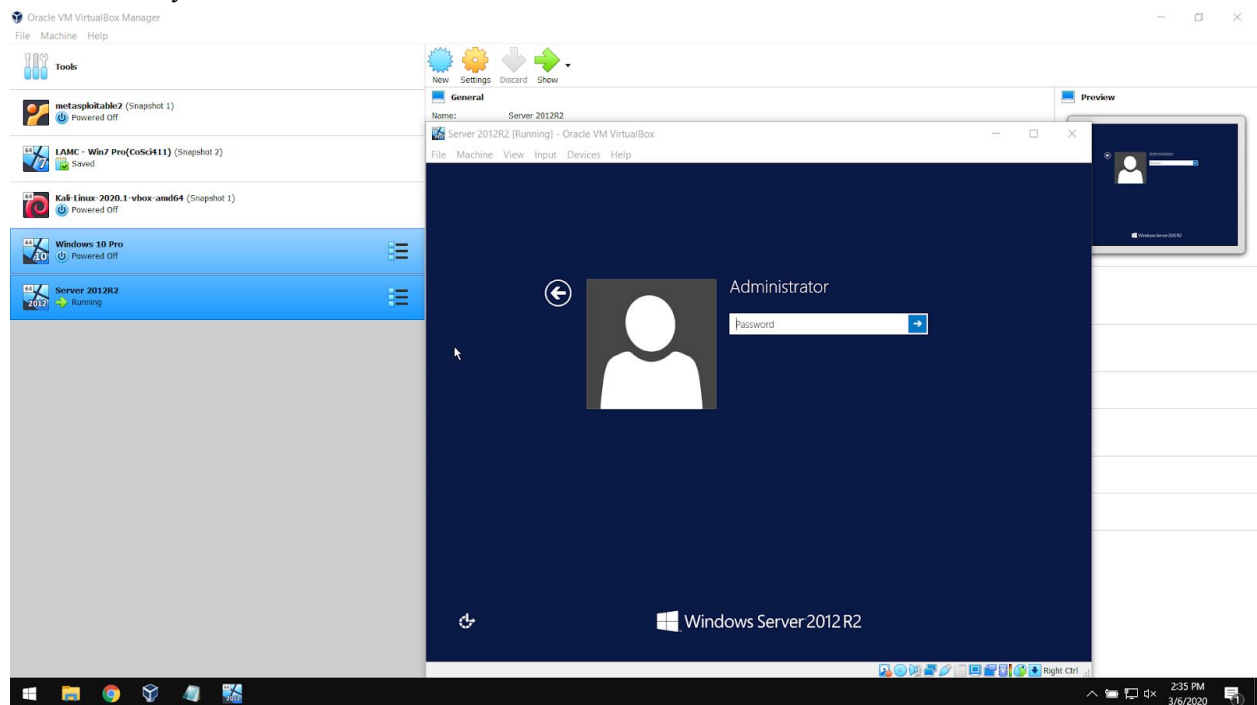 Oracle VM VirtualBox Manager
File Machine Help
Tools
New Settings Discard Show
metasploitable2 (Snapshot 1)
Powered Off
LAMC - Win7 Pro(CoSci411) (Snapshot 2)
Saved
Kali-Linux-2020.1-vbox-amd64 (Snapshot 1)
Powered Off
Windows 10 Pro
Powered Off
Server 2012R2
Running
General
Name: Server 2012R2
Preview
Server 2012R2 [Running] - Oracle VM VirtualBox
File Machine View Input Devices Help
Administrator
Password
Windows Server 2012 R2
Right Ctrl
2:35 PM
3/6/2020